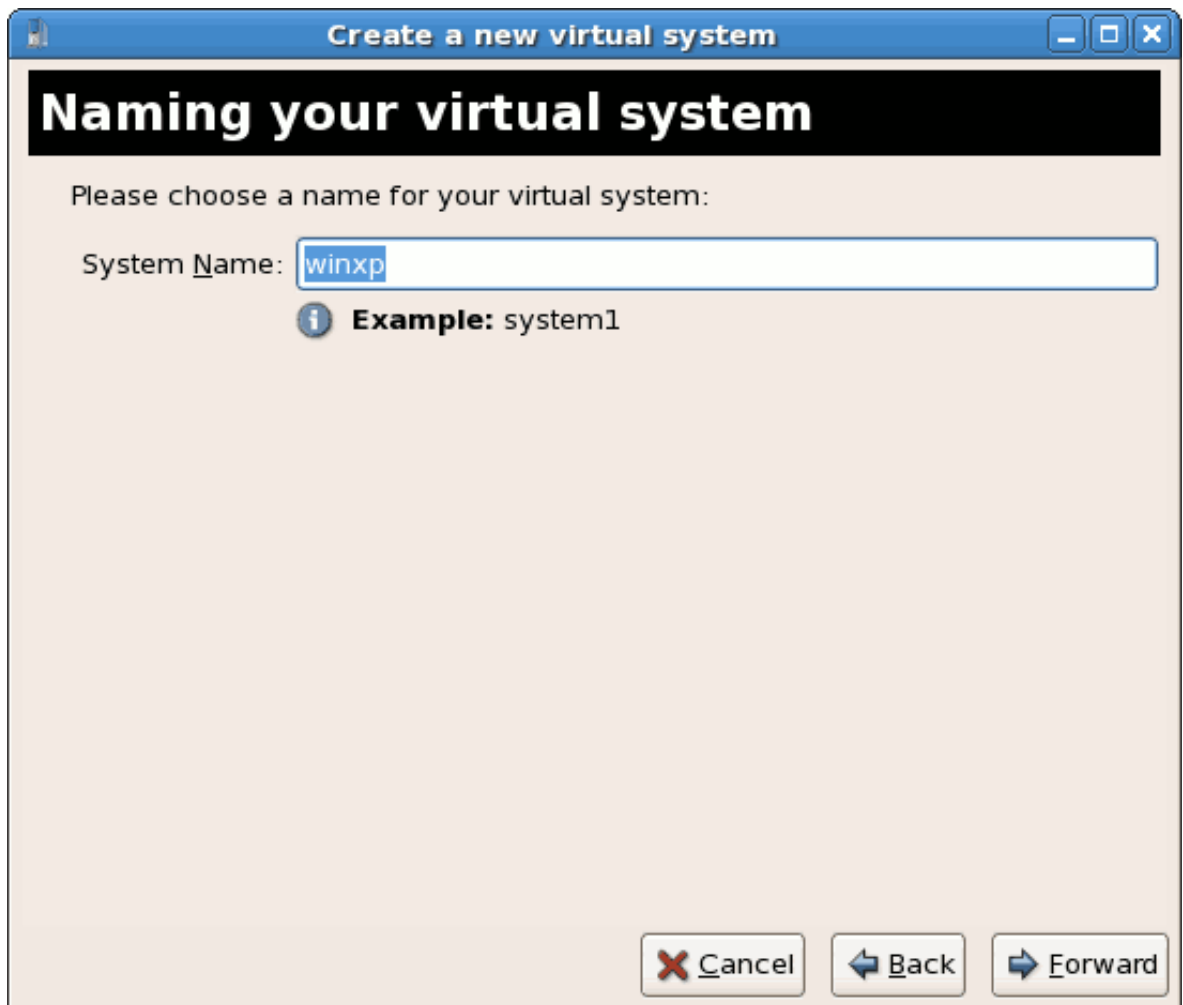 Create a new virtual system
Naming your virtual system
Please choose a name for your virtual system:
System Name: winxp
Example: system1
Cancel Back Forward